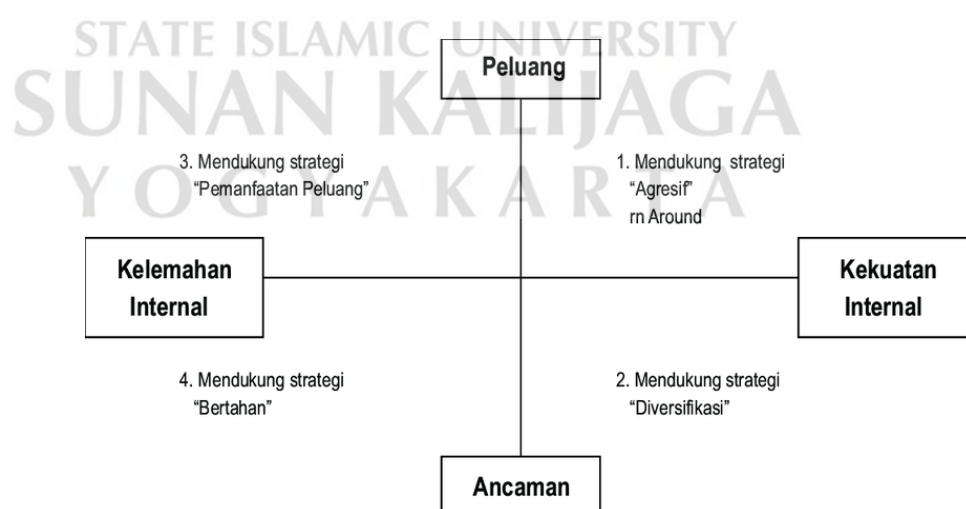 STATE ISLAMIC UNIVERSITY
SUNAN KALIJAGA
YOGYAKARTA
Peluang
3. Mendukung strategi
“Pemanfaatan Peluang”
1. Mendukung strategi
“Agresif”
rn Around
Kelemahan
Internal
Kekuatan
Internal
4. Mendukung strategi
“Bertahan”
2. Mendukung strategi
“Diversifikasi”
Ancaman